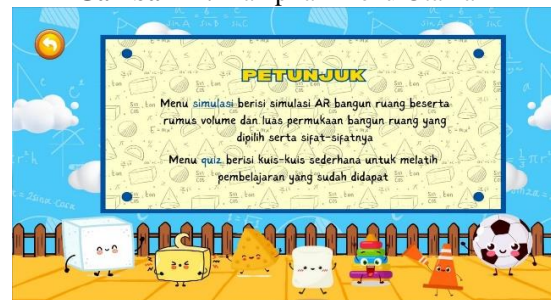 PETUNJUK
Menu simulasi berisi simulasi AR bangun ruang beserta
rumus volume dan luas permukaan bangun ruang yang
dipilih serta sifat-sifatnya
Menu quiz berisi kuis-kuis sederhana untuk melatih
pembelajaran yang sudah didapat